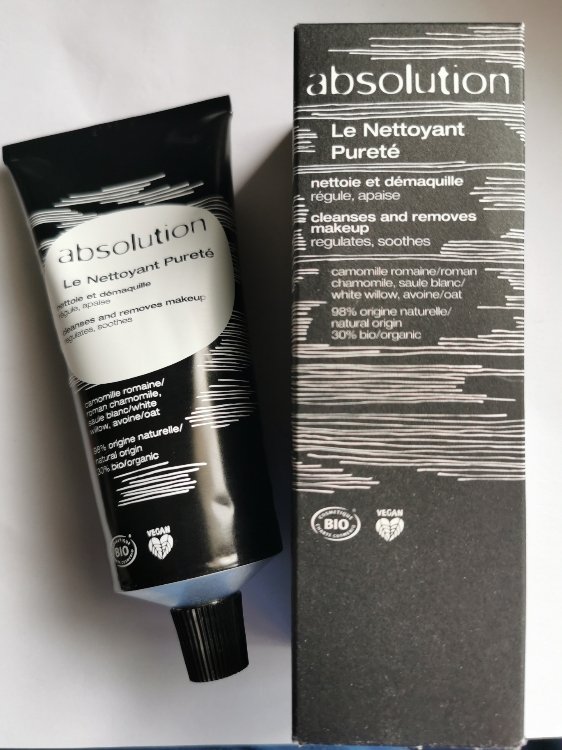 absolution
Le Nettoyant Pureté
nettoie et démaquille
régule, apaise
cleanses and removes makeup
regulates, soothes
camomille romaine/
roman chamomile,
saule blanc/white
willow, avoine/oat
98% origine naturelle/
natural origin
30% bio/organic
BIO
VEGAN
absolution
Le Nettoyant
Pureté
nettoie et démaquille
régule, apaise
cleanses and removes
makeup
regulates, soothes
camomille romaine/roman
chamomile, saule blanc/
white willow, avoine/oat
98% origine naturelle/
natural origin
30% bio/organic
COSMETIQUE
BIO
CHARTE COSMEBIO
VEGAN